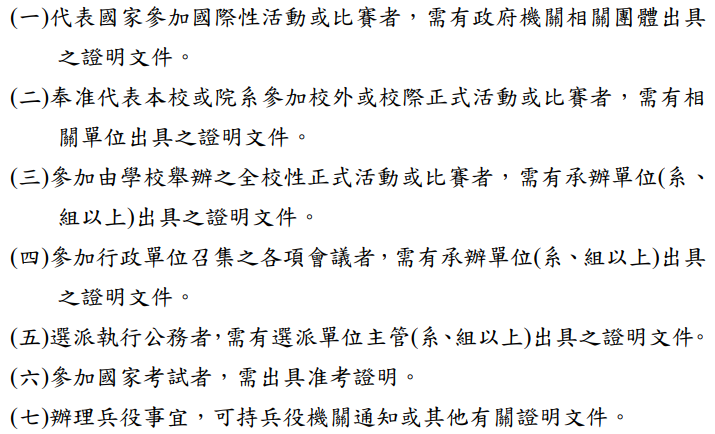 (一)代表國家參加國際性活動或比賽者，需有政府機關相關團體出具
之證明文件。
(二)奉准代表本校或院系參加校外或校際正式活動或比賽者，需有相
關單位出具之證明文件。
(三)參加由學校舉辦之全校性正式活動或比賽者，需有承辦單位(系、
組以上)出具之證明文件。
(四)參加行政單位召集之各項會議者，需有承辦單位(系、組以上)出具
之證明文件。
(五)選派執行公務者，需有選派單位主管(系、組以上)出具之證明文件。
(六)參加國家考試者，需出具准考證明。
(七)辦理兵役事宜，可持兵役機關通知或其他有關證明文件。